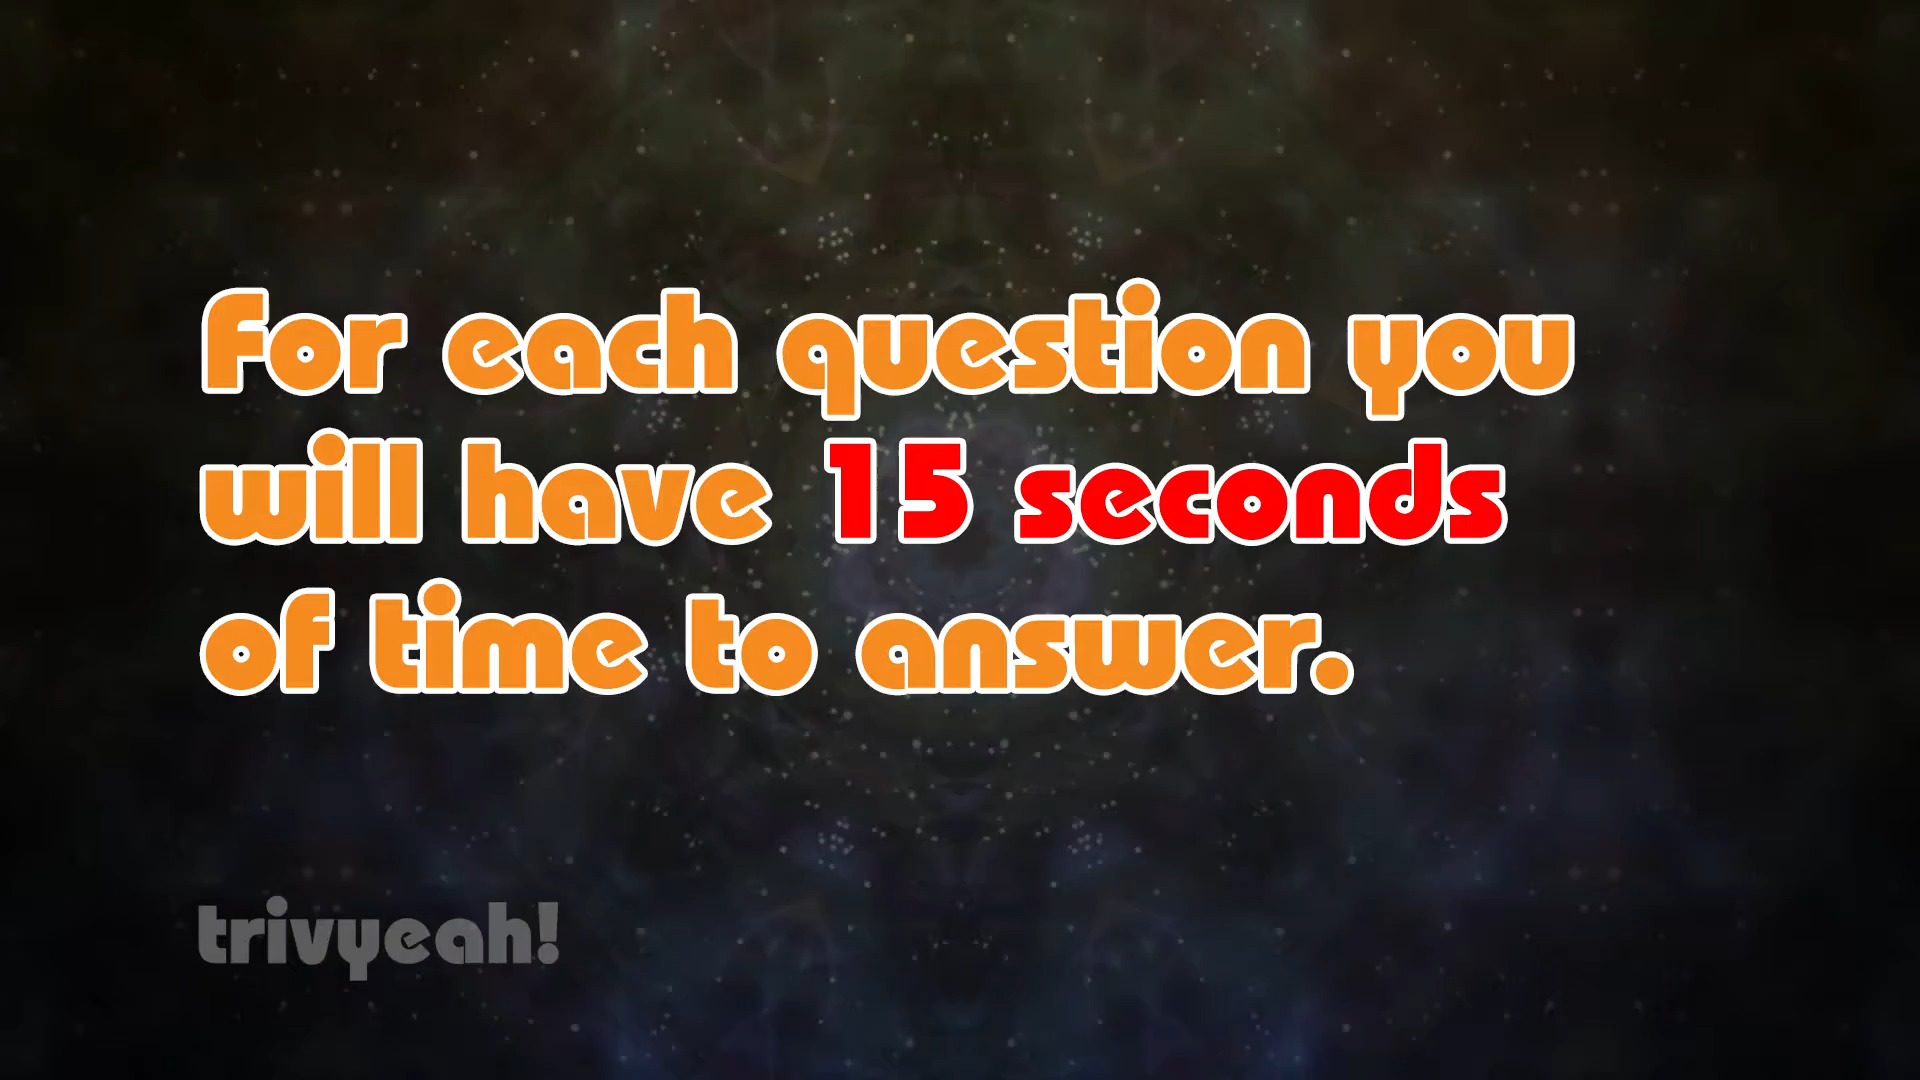 For each question you
will have 15 seconds
of time to answer.
trivyeah!